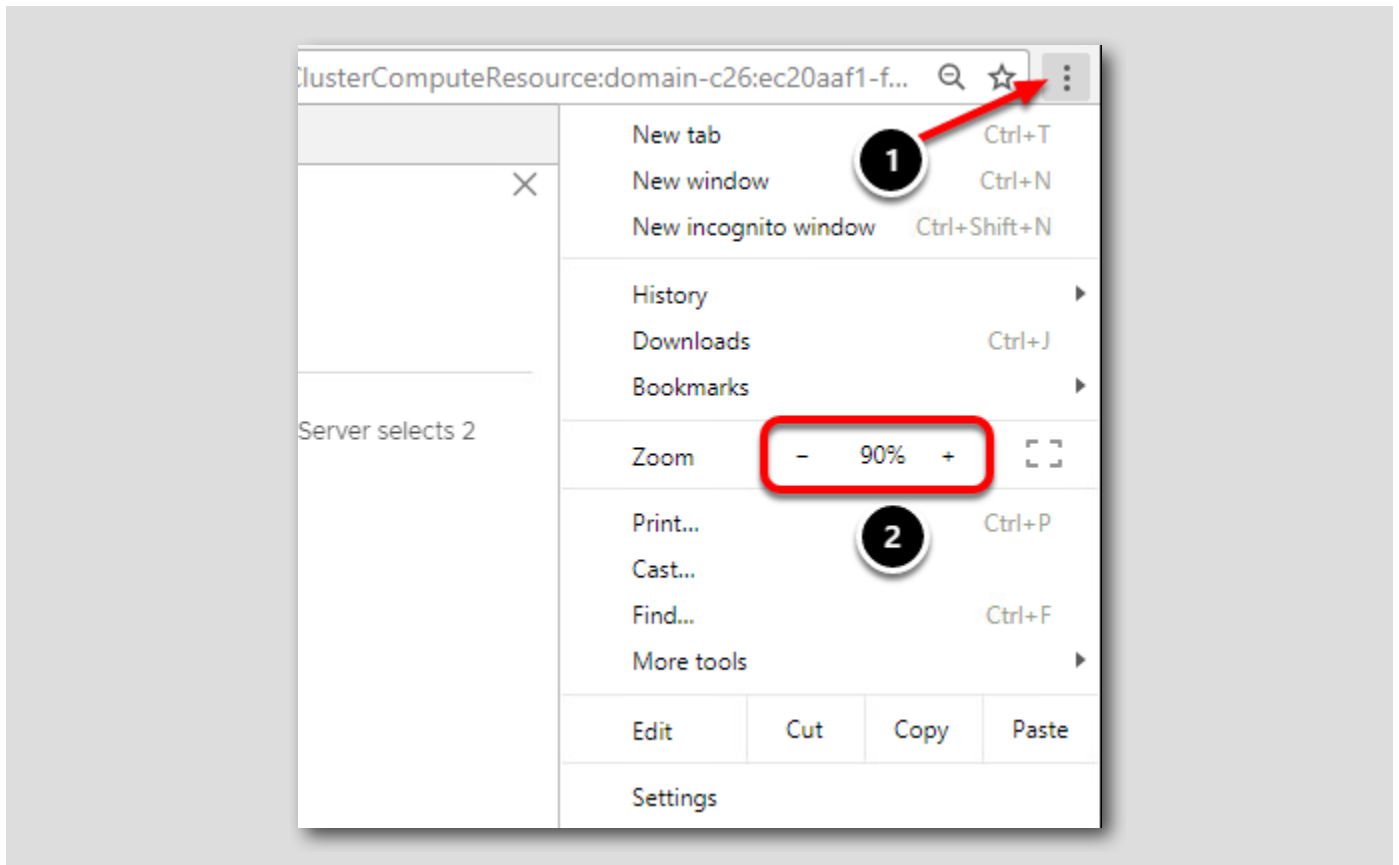 ClusterComputeResource:domain-c26:ec20aaf1-f...
New tab Ctrl+T
1
New window Ctrl+N
New incognito window Ctrl+Shift+N
History
Downloads Ctrl+J
Bookmarks
Server selects 2
Zoom - 90% +
Print... Ctrl+P
2
Cast...
Find... Ctrl+F
More tools
Edit Cut Copy Paste
Settings